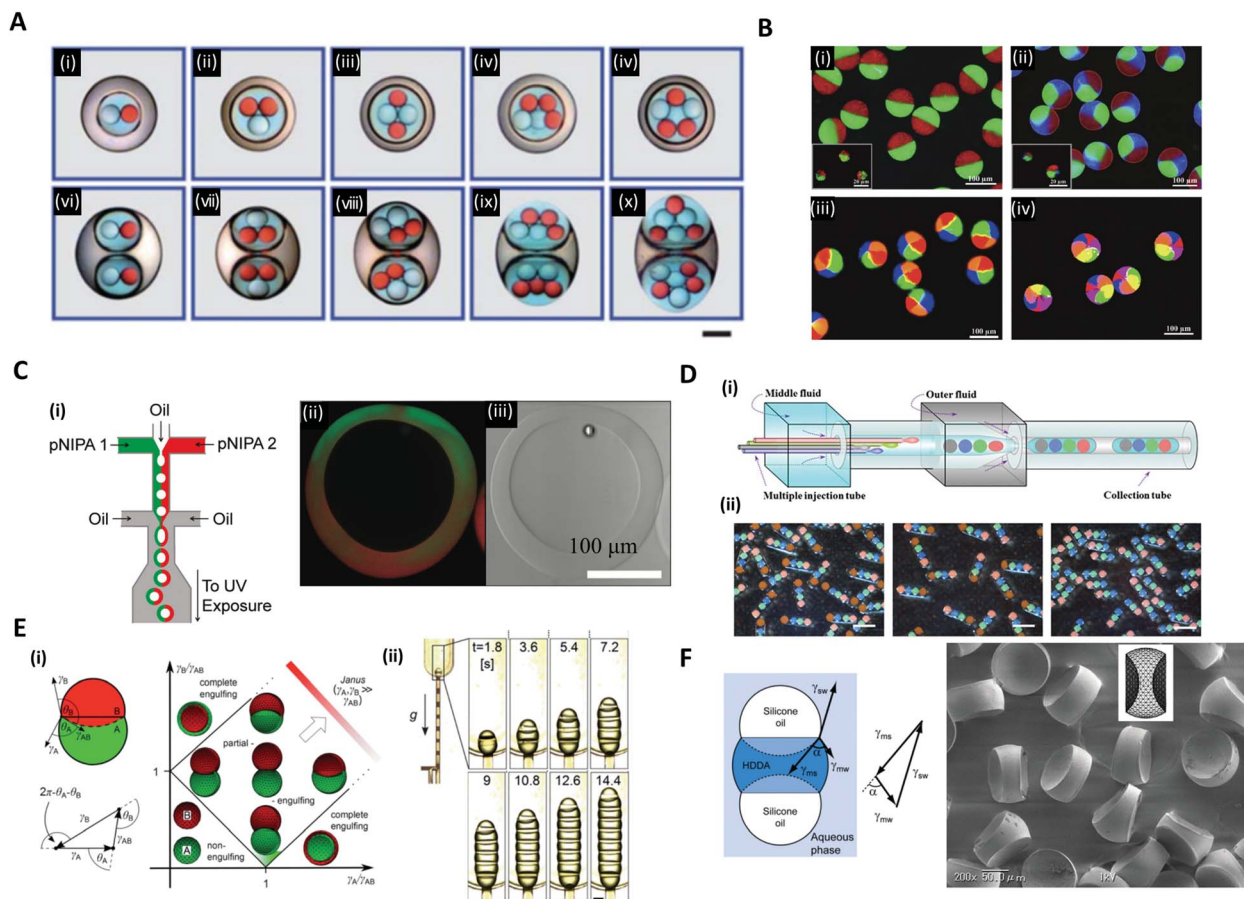 A
(i)
(ii)
(iii)
(iv)
(iv)
(vi)
(vii)
(viii)
(ix)
(x)
B
(i)
20 μm
100 μm
(ii)
20 μm
100 μm
(iii)
100 μm
(iv)
100 μm
C
(i)
Oil
pNIPA 1
pNIPA 2
Oil
Oil
To UV
Exposure
(ii)
(iii)
100 μm
D
(i)
Middle fluid
Outer fluid
Multiple injection tube
Collection tube
(ii)
E
(i)
γB
θB
B
θA
A
γAB
γA
2π-θA-θB
γB
θB
γAB
γA
θA
γB/γAB
complete
engulfing
Janus
(γA,γB ≫
γAB)
partial -
1
- engulfing
B
A
non-
engulfing
complete
engulfing
1
γA/γAB
(ii)
g
t=1.8
[s]
3.6
5.4
7.2
9
10.8
12.6
14.4
F
Silicone
oil
γsw
α
HDDA
γms
γmw
Silicone
oil
Aqueous
phase
γms
γsw
α
γmw
200x 50.0 μm
1kV